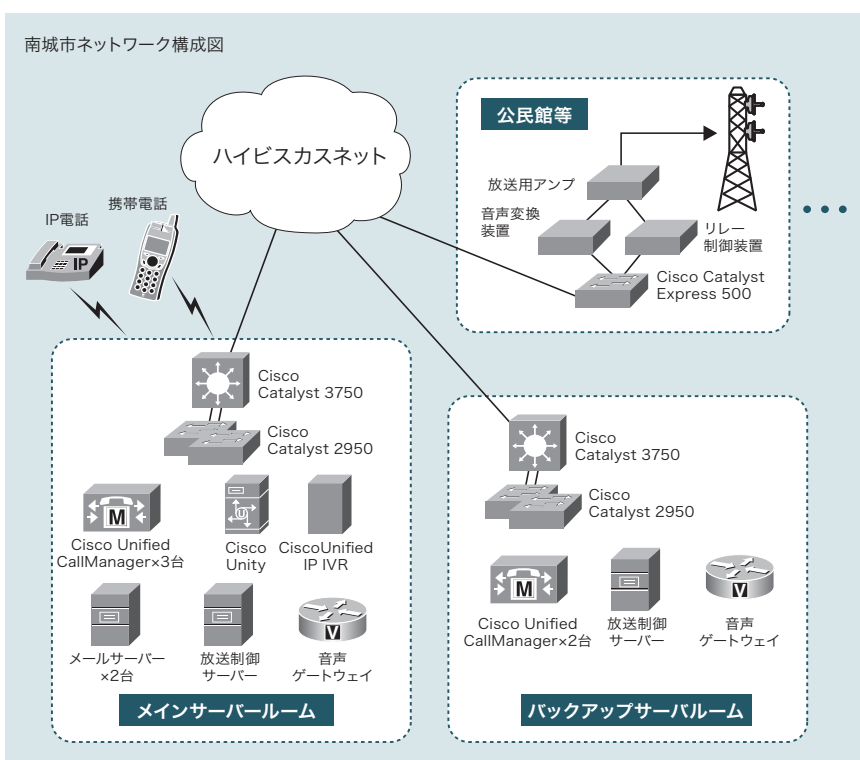 南城市ネットワーク構成図
ハイビスカスネット
公民館等
放送用アンプ
音声変換
装置
リレー
制御装置
Cisco Catalyst
Express 500
IP電話
携帯電話
IP
Cisco
Catalyst 3750
Cisco
Catalyst 2950
M
Cisco Unified
CallManager×3台
U
Cisco
Unity
CiscoUnified
IP IVR
メールサーバー
×2台
放送制御
サーバー
V
音声
ゲートウェイ
メインサーバールーム
Cisco
Catalyst 3750
Cisco
Catalyst 2950
M
Cisco Unified
CallManager×2台
放送制御
サーバー
V
音声
ゲートウェイ
バックアップサーバルーム